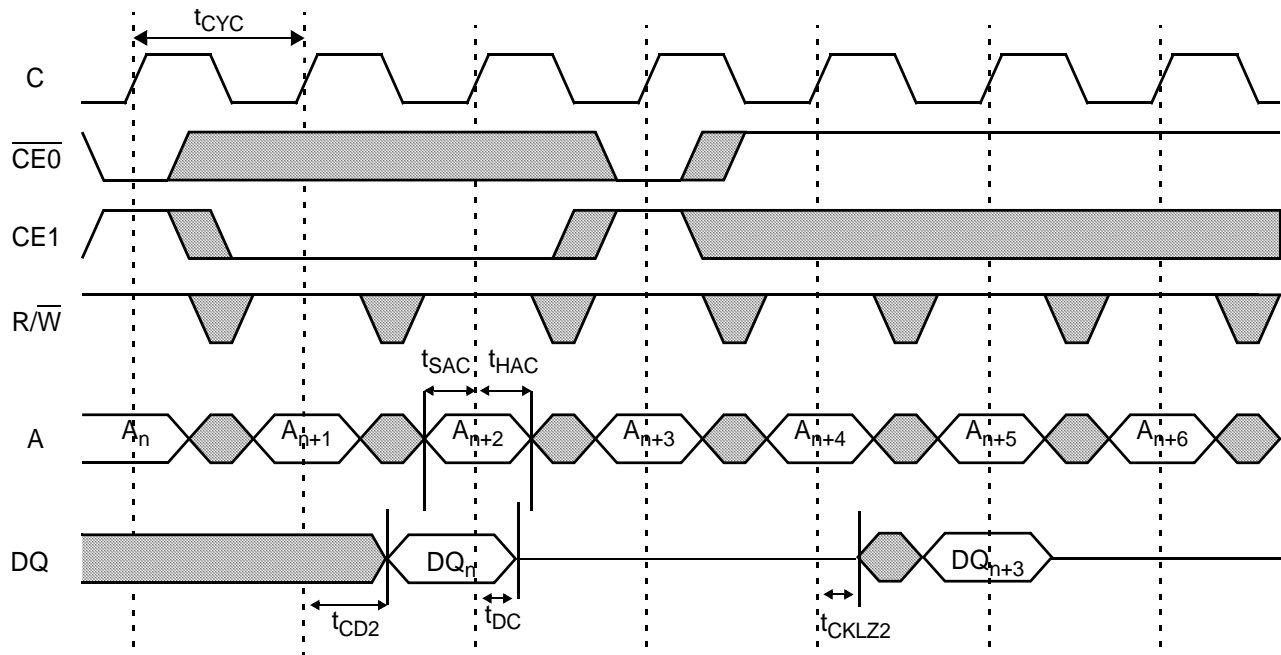 tCYC
C
CE0
CE1
R/W
tSAC tHAC
A An An+1 An+2 An+3 An+4 An+5 An+6
DQ DQn DQn+3
tCD2 tDC tCKLZ2